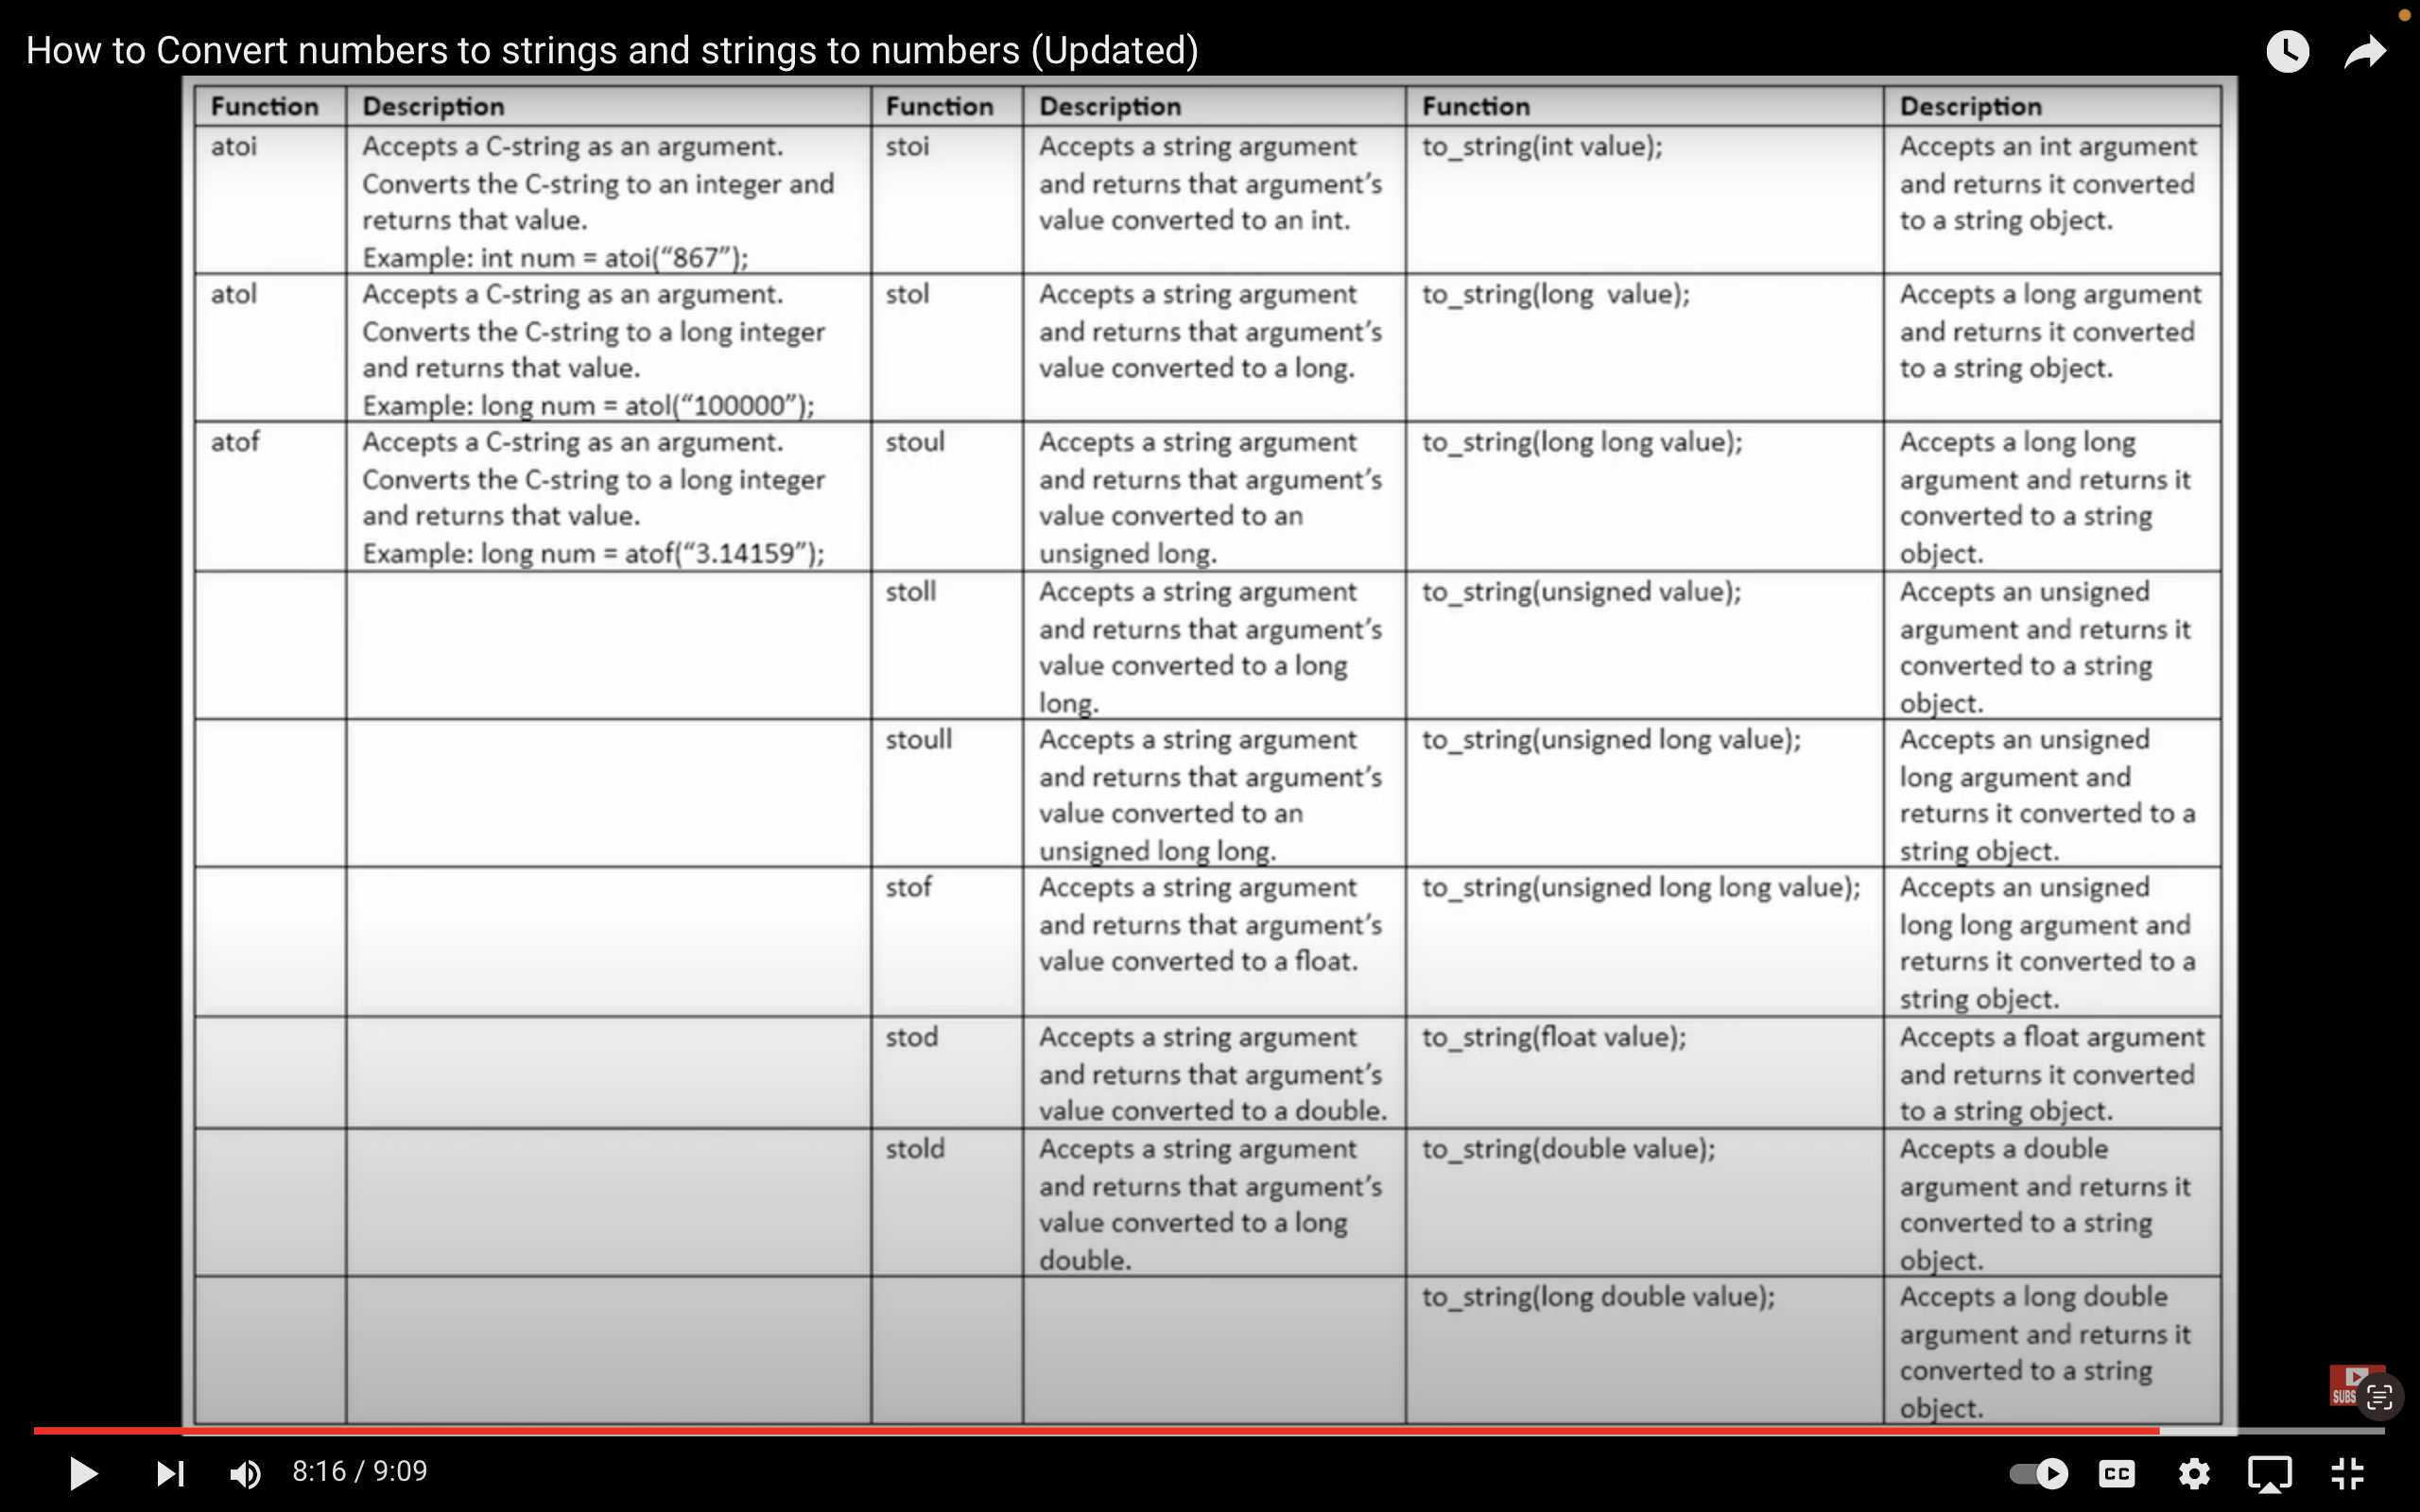 How to Convert numbers to strings and strings to numbers (Updated)
Function Description Function Description Function Description
atoi
Accepts a C-string as an argument.
Converts the C-string to an integer and
returns that value.
Example: int num = atoi(“867”);
stoi
Accepts a string argument
and returns that argument’s
value converted to an int.
to_string(int value);
Accepts an int argument
and returns it converted
to a string object.
atol
Accepts a C-string as an argument.
Converts the C-string to a long integer
and returns that value.
Example: long num = atol(“100000”);
stol
Accepts a string argument
and returns that argument’s
value converted to a long.
to_string(long  value);
Accepts a long argument
and returns it converted
to a string object.
atof
Accepts a C-string as an argument.
Converts the C-string to a long integer
and returns that value.
Example: long num = atof(“3.14159”);
stoul
Accepts a string argument
and returns that argument’s
value converted to an
unsigned long.
to_string(long long value);
Accepts a long long
argument and returns it
converted to a string
object.
stoll
Accepts a string argument
and returns that argument’s
value converted to a long
long.
to_string(unsigned value);
Accepts an unsigned
argument and returns it
converted to a string
object.
stoull
Accepts a string argument
and returns that argument’s
value converted to an
unsigned long long.
to_string(unsigned long value);
Accepts an unsigned
long argument and
returns it converted to a
string object.
stof
Accepts a string argument
and returns that argument’s
value converted to a float.
to_string(unsigned long long value);
Accepts an unsigned
long long argument and
returns it converted to a
string object.
stod
Accepts a string argument
and returns that argument’s
value converted to a double.
to_string(float value);
Accepts a float argument
and returns it converted
to a string object.
stold
Accepts a string argument
and returns that argument’s
value converted to a long
double.
to_string(double value);
Accepts a double
argument and returns it
converted to a string
object.
to_string(long double value);
Accepts a long double
argument and returns it
converted to a string
object.
SUBS
8:16 / 9:09
CC